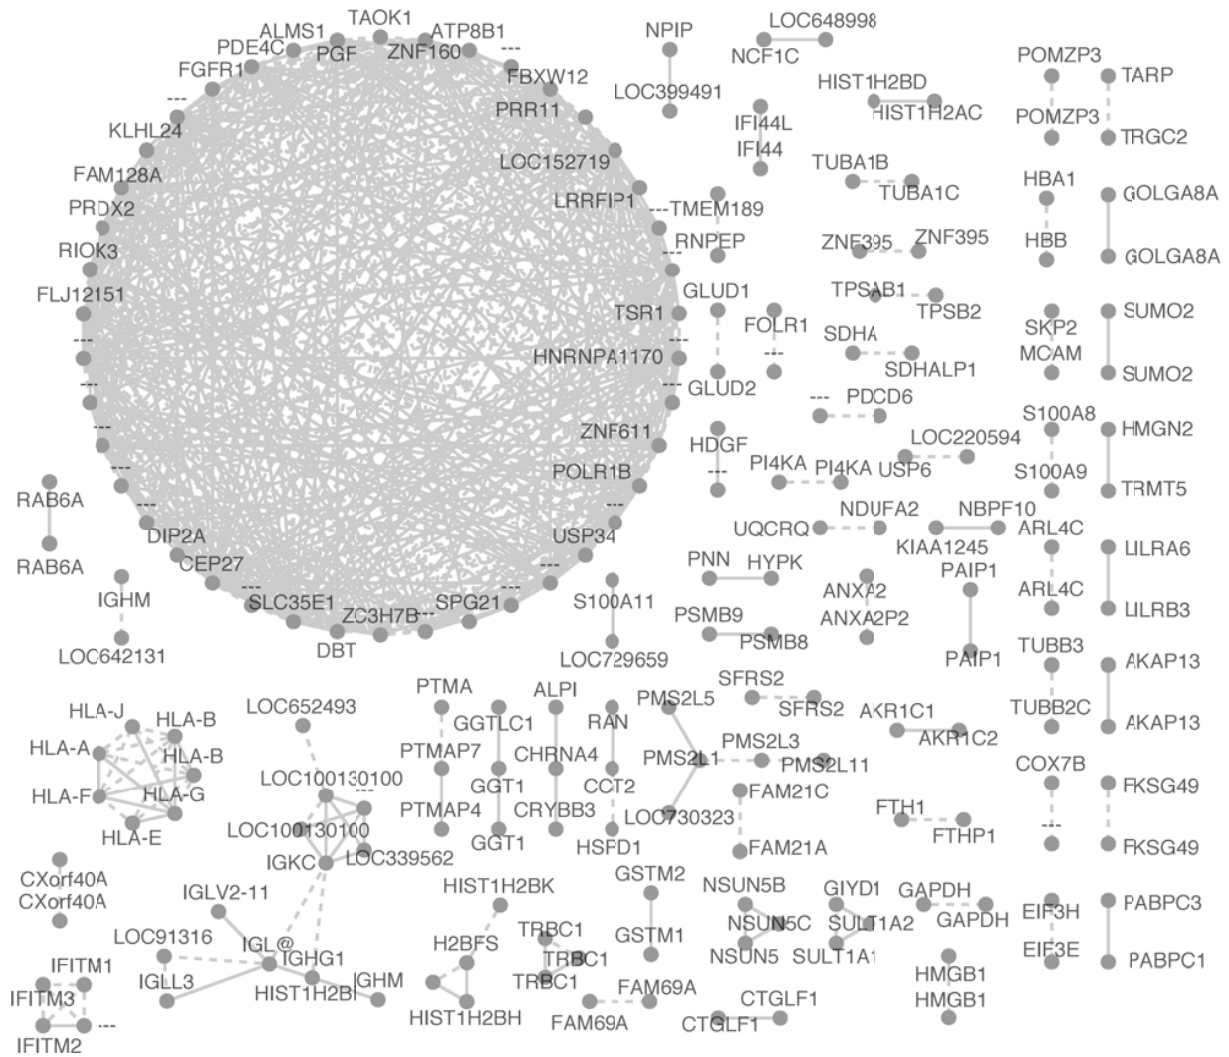 TAOK1
ALMS1
ATP8B1
PDE4C
PGF
ZNF160
---
FGFR1
FBXW12
---
PRR11
KLHL24
LOC152719
FAM128A
LRRFIP1
PRDX2
---
RIOK3
---
FLJ12151
TSR1
---
HNRNPA1170
---
---
ZNF611
---
POLR1B
---
---
DIP2A
USP34
CEP27
---
---
SLC35E1
ZC3H7B
---
SPG21
---
DBT
NPIP
LOC399491
LOC648998
NCF1C
HIST1H2BD
HIST1H2AC
IFI44L
IFI44
TUBA1B
TUBA1C
TMEM189
RNPEP
ZNF395
ZNF395
TPSAB1
TPSB2
GLUD1
GLUD2
FOLR1
---
SDHA
SDHALP1
---
PDCD6
HDGF
---
LOC220594
USP6
PI4KA
PI4KA
UQCRQ
NDUFA2
NBPF10
KIAA1245
PNN
HYPK
ANXA2
ANXA2P2
PAIP1
PAIP1
PSMB9
PSMB8
S100A11
LOC729659
SFRS2
SFRS2
AKR1C1
AKR1C2
POMZP3
POMZP3
TARP
TRGC2
HBA1
HBB
GOLGA8A
GOLGA8A
SKP2
MCAM
SUMO2
SUMO2
S100A8
S100A9
HMGN2
TRMT5
ARL4C
ARL4C
LILRA6
LILRB3
TUBB3
TUBB2C
AKAP13
AKAP13
COX7B
---
FKSG49
FKSG49
EIF3H
EIF3E
PABPC3
PABPC1
RAB6A
RAB6A
IGHM
LOC642131
HLA-J
HLA-B
HLA-A
HLA-B
HLA-F
HLA-G
HLA-E
LOC652493
LOC100130100
---
LOC100130100
LOC339562
IGKC
IGLV2-11
LOC91316
IGL@
IGHG1
IGLL3
HIST1H2BI
IGHM
CXorf40A
CXorf40A
IFITM1
IFITM3
---
IFITM2
PTMA
PTMAP7
PTMAP4
GGTLC1
GGT1
GGT1
ALPI
CHRNA4
CRYBB3
RAN
CCT2
HSPD1
PMS2L5
PMS2L1
PMS2L3
PMS2L11
LOC730323
FAM21C
FAM21A
FTH1
FTHP1
HIST1H2BK
H2BFS
HIST1H2BH
TRBC1
TRBC1
TRBC1
GSTM2
GSTM1
FAM69A
FAM69A
NSUN5B
NSUN5C
NSUN5
GIYD1
SULT1A2
SULT1A1
GAPDH
GAPDH
HMGB1
HMGB1
CTGLF1
CTGLF1